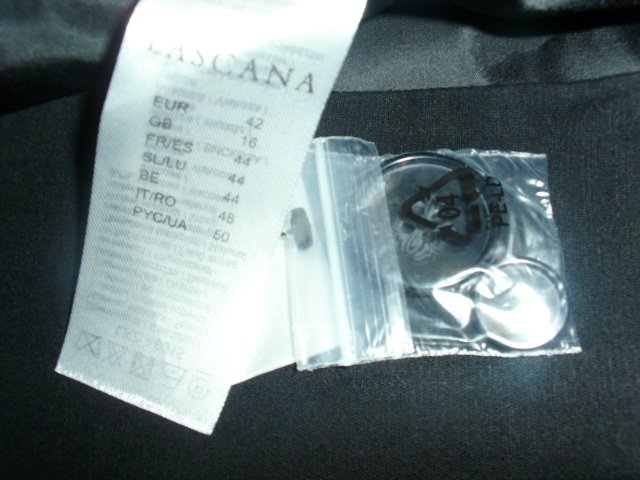 LASCANA
EUR 42
GB 16
FR/ES 44
SL/LU 44
BE 44
IT/RO 48
PYC/UA 50
04
PE-LD